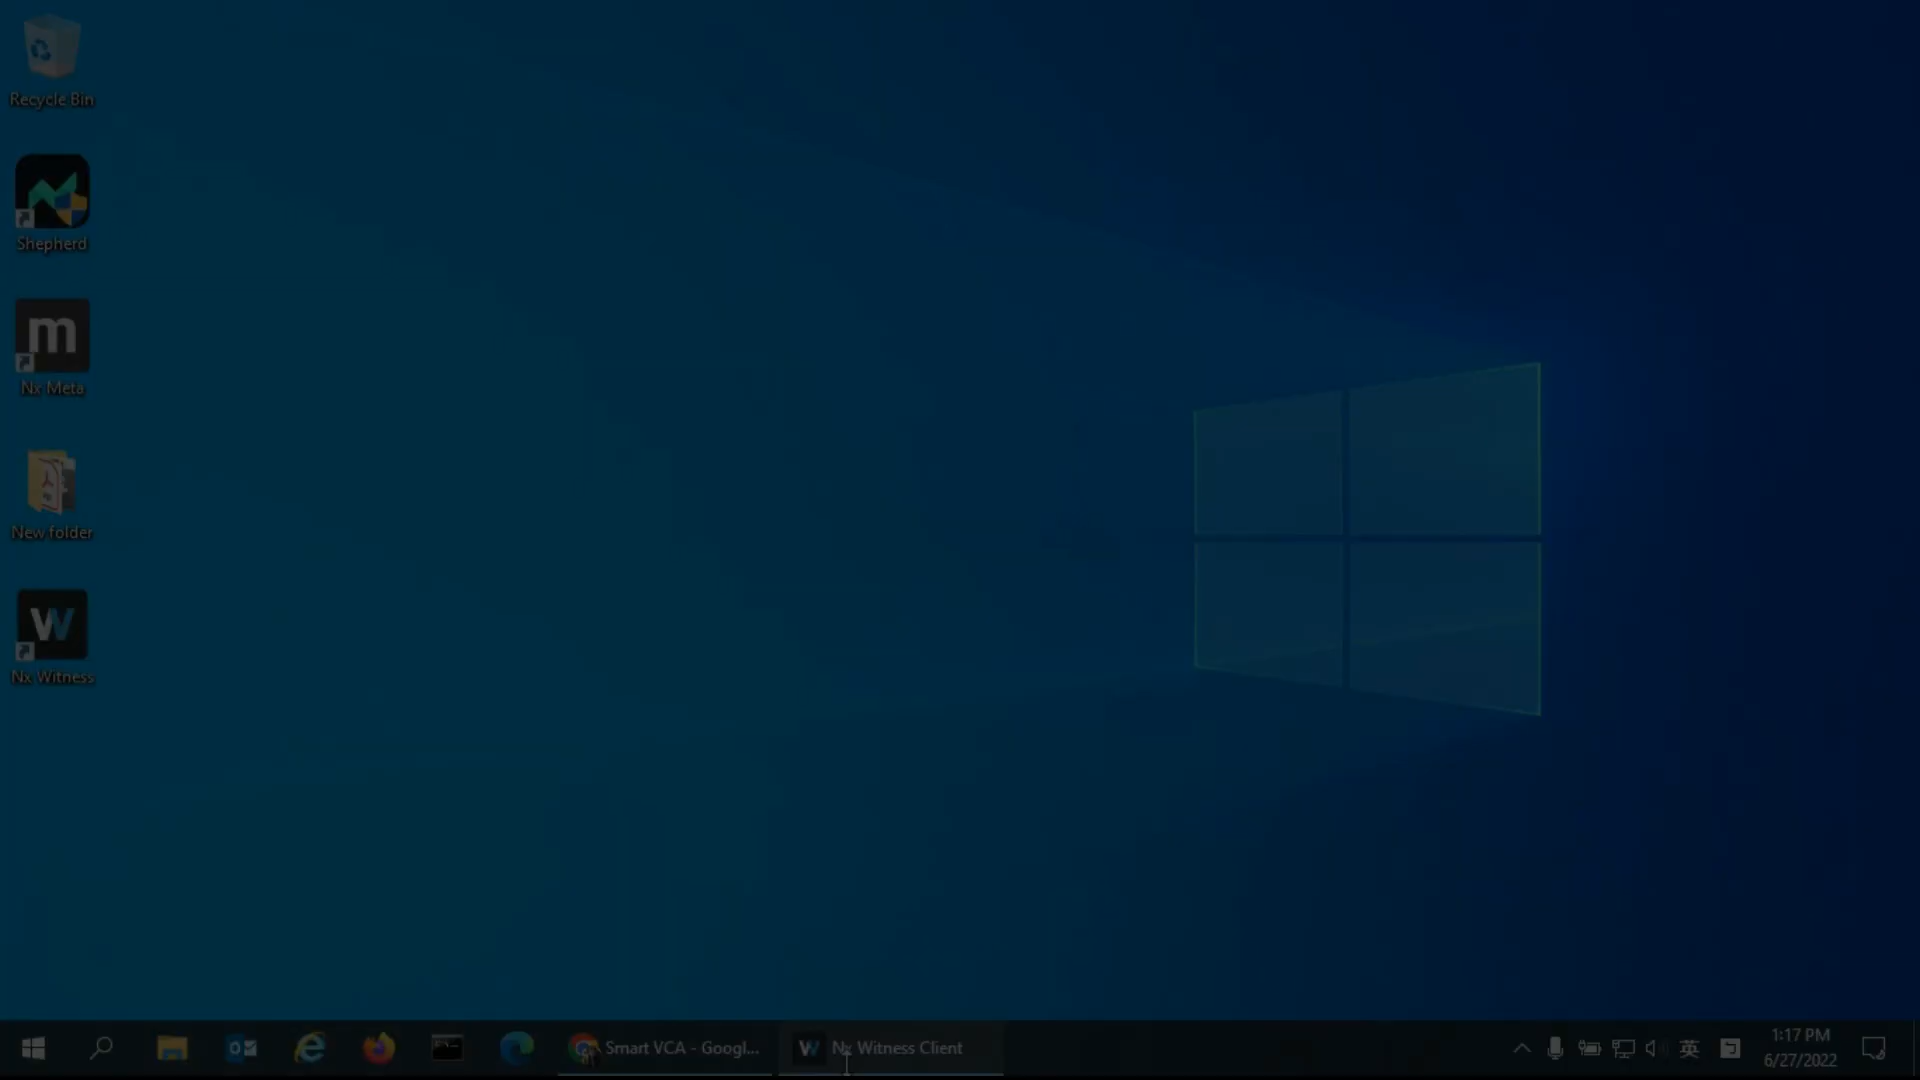 Recycle Bin
Shepherd
m
Nx Meta
New folder
W
Nx Witness
Smart VCA - Googl...
W
Nx Witness Client
英
ㄅ
1:17 PM
6/27/2022